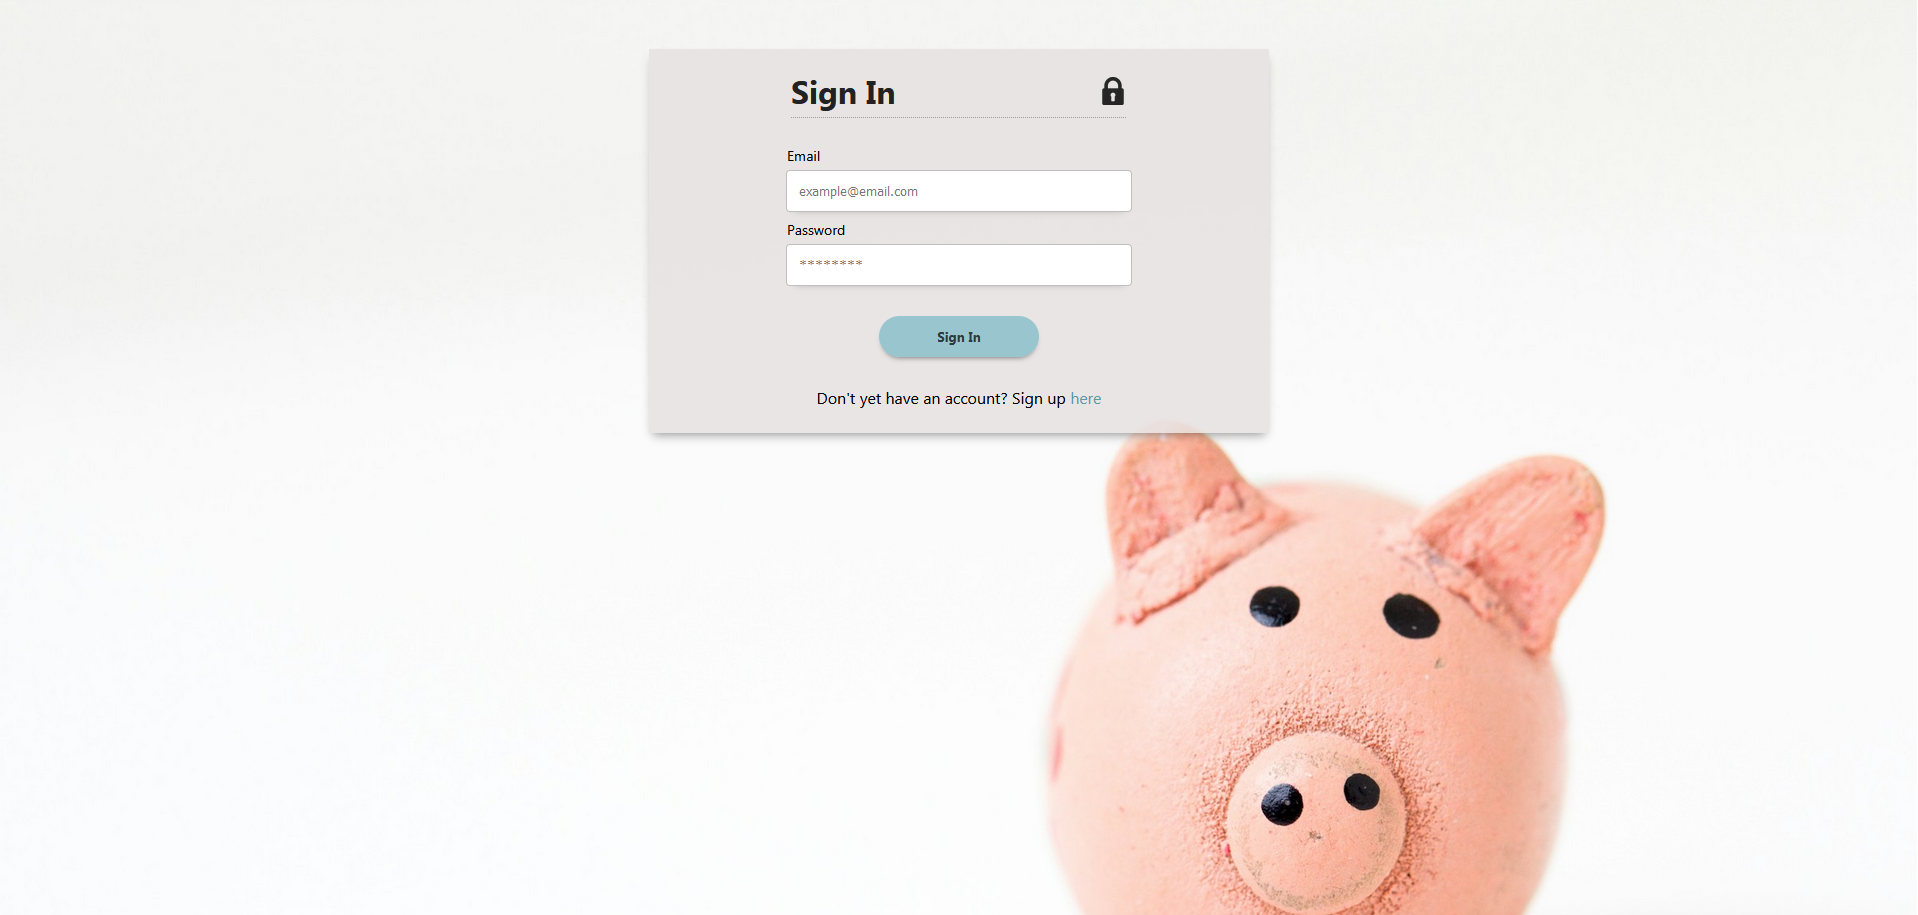 Sign In
Email
example@email.com
Password
********
Sign In
Don't yet have an account? Sign up here